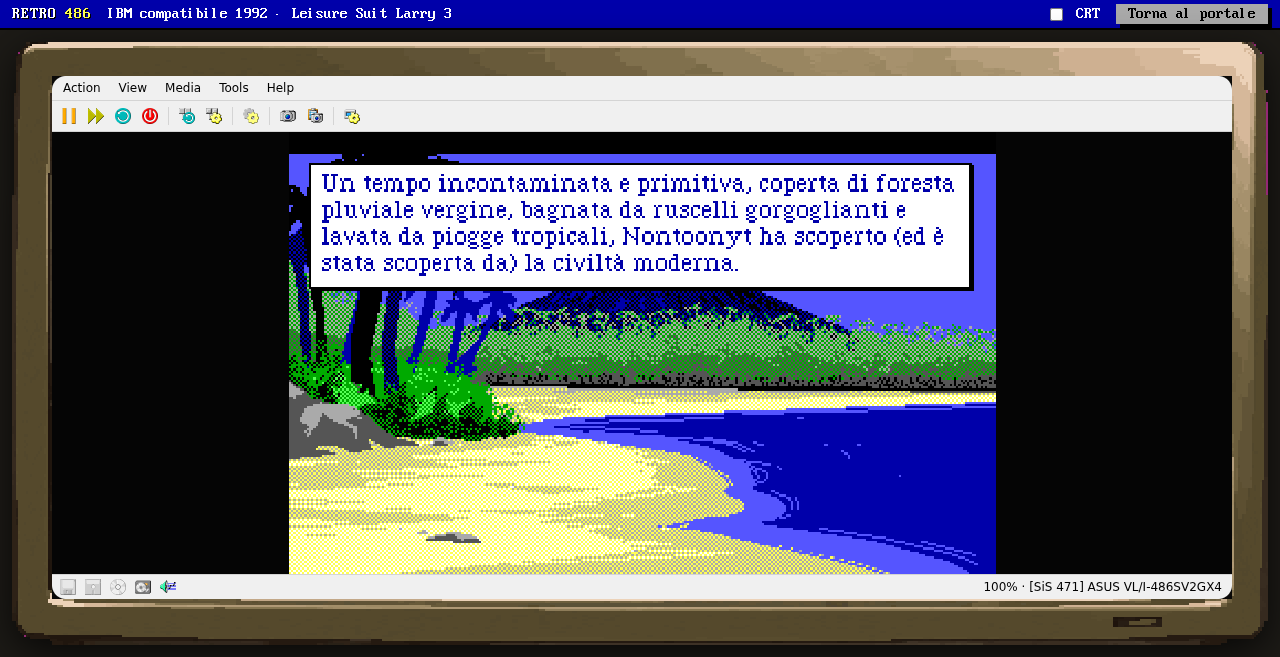 RETRO 486 IBM compatibile 1992 · Leisure Suit Larry 3
CRT
Torna al portale
Action View Media Tools Help
Un tempo incontaminata e primitiva, coperta di foresta
pluviale vergine, bagnata da ruscelli gorgoglianti e
lavata da piogge tropicali, Nontoonyt ha scoperto (ed è
stata scoperta da) la civiltà moderna.
100% · [SiS 471] ASUS VL/I-486SV2GX4